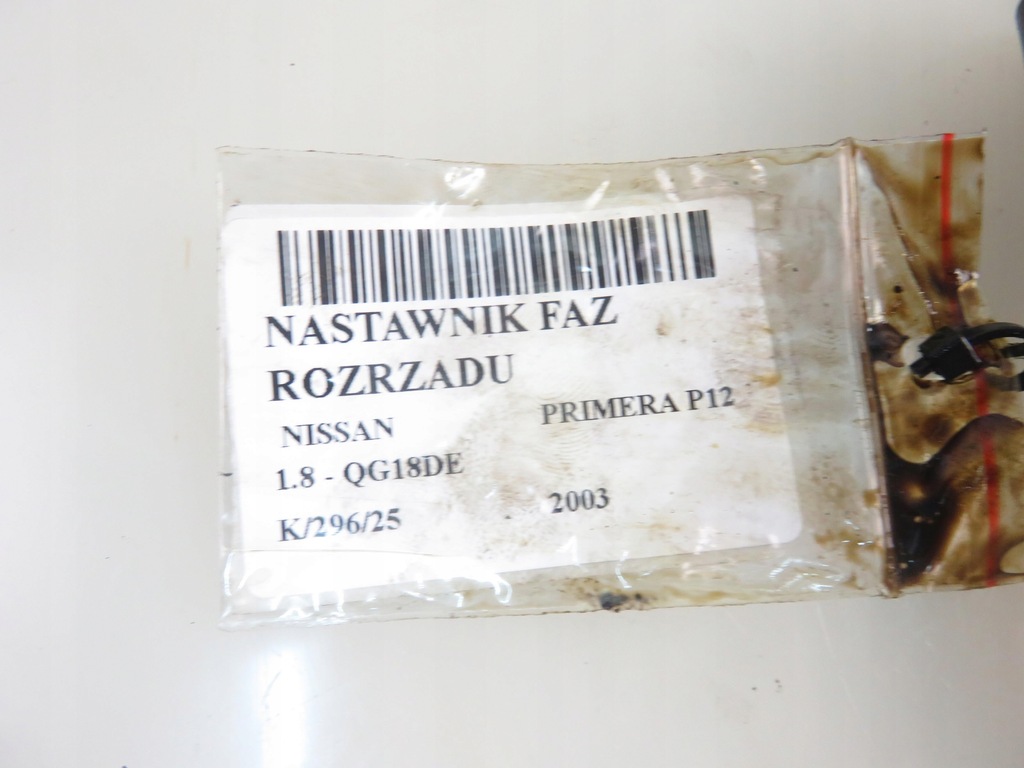 NASTAWNIK FAZ
ROZRZADU
NISSAN PRIMERA P12
1.8 - QG18DE
K/296/25 2003